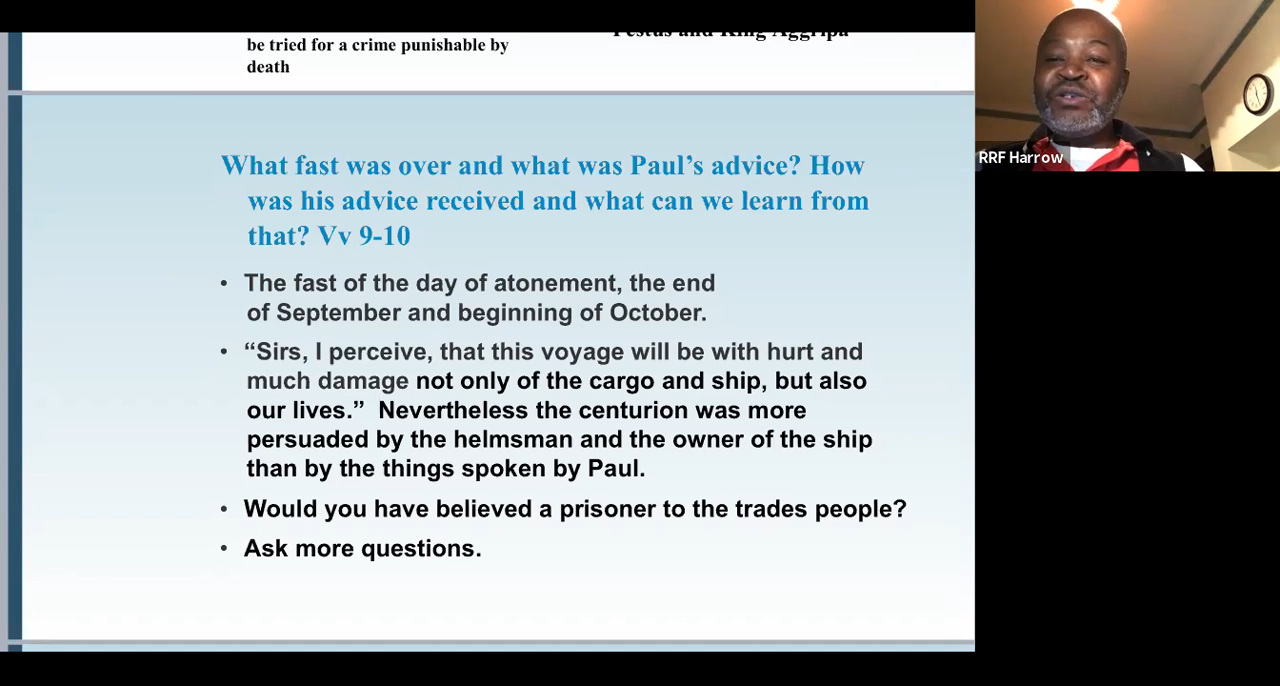 be tried for a crime punishable by
death
Festus and King Aggripa
What fast was over and what was Paul’s advice? How
was his advice received and what can we learn from
that? Vv 9-10
• The fast of the day of atonement, the end
of September and beginning of October.
• “Sirs, I perceive, that this voyage will be with hurt and
much damage not only of the cargo and ship, but also
our lives.” Nevertheless the centurion was more
persuaded by the helmsman and the owner of the ship
than by the things spoken by Paul.
• Would you have believed a prisoner to the trades people?
• Ask more questions.
RRF Harrow